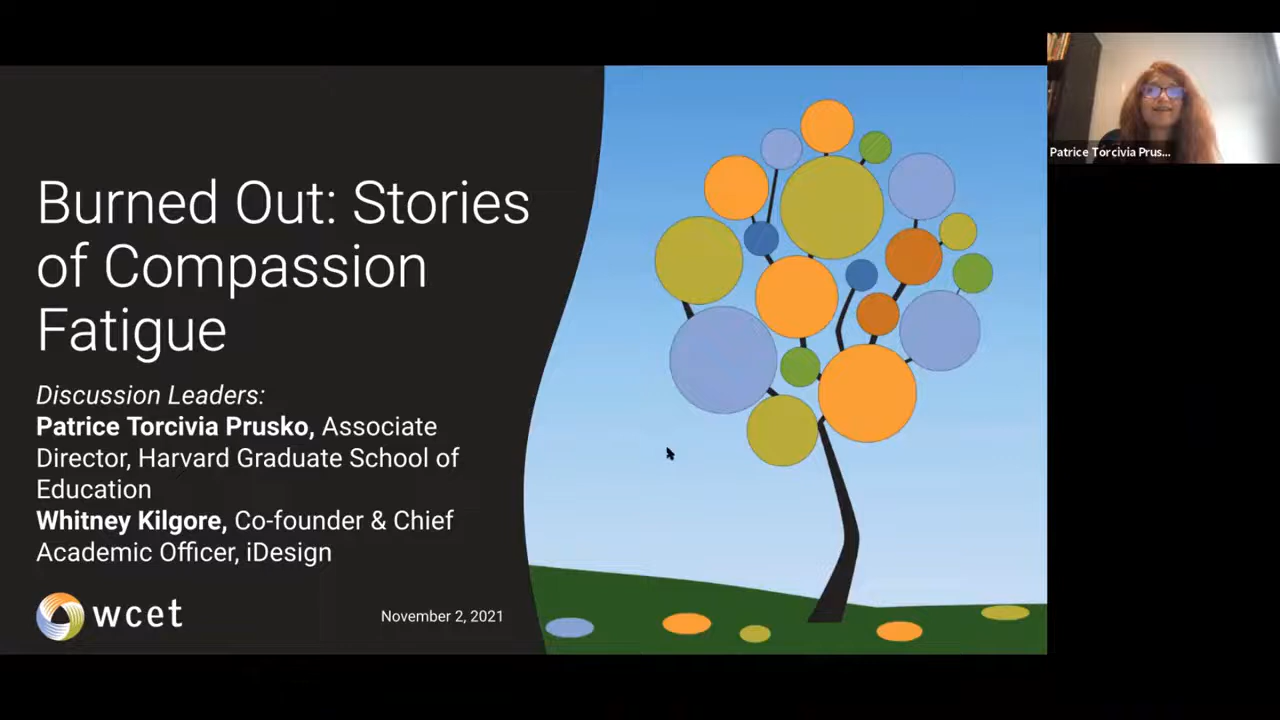 Burned Out: Stories
of Compassion
Fatigue
Discussion Leaders:
Patrice Torcivia Prusko, Associate
Director, Harvard Graduate School of
Education
Whitney Kilgore, Co-founder & Chief
Academic Officer, iDesign
wcet
November 2, 2021
Patrice Torcivia Prus...